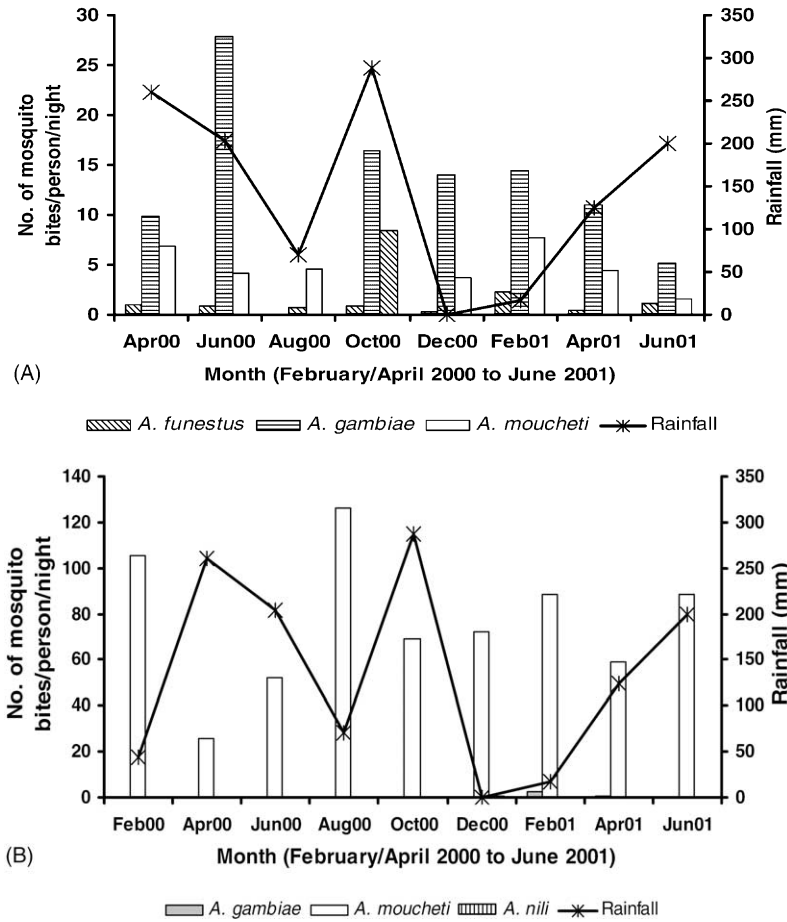 No. of mosquito
bites/person/night
30
25
20
15
10
5
0
350
300
250
200
150
100
50
0
Rainfall (mm)
Apr00 Jun00 Aug00 Oct00 Dec00 Feb01 Apr01 Jun01
Month (February/April 2000 to June 2001)
(A)
A. funestus A. gambiae A. moucheti Rainfall
No. of mosquito
bites/person/night
140
120
100
80
60
40
20
0
350
300
250
200
150
100
50
0
Rainfall (mm)
Feb00 Apr00 Jun00 Aug00 Oct00 Dec00 Feb01 Apr01 Jun01
Month (February/April 2000 to June 2001)
(B)
A. gambiae A. moucheti A. nili Rainfall